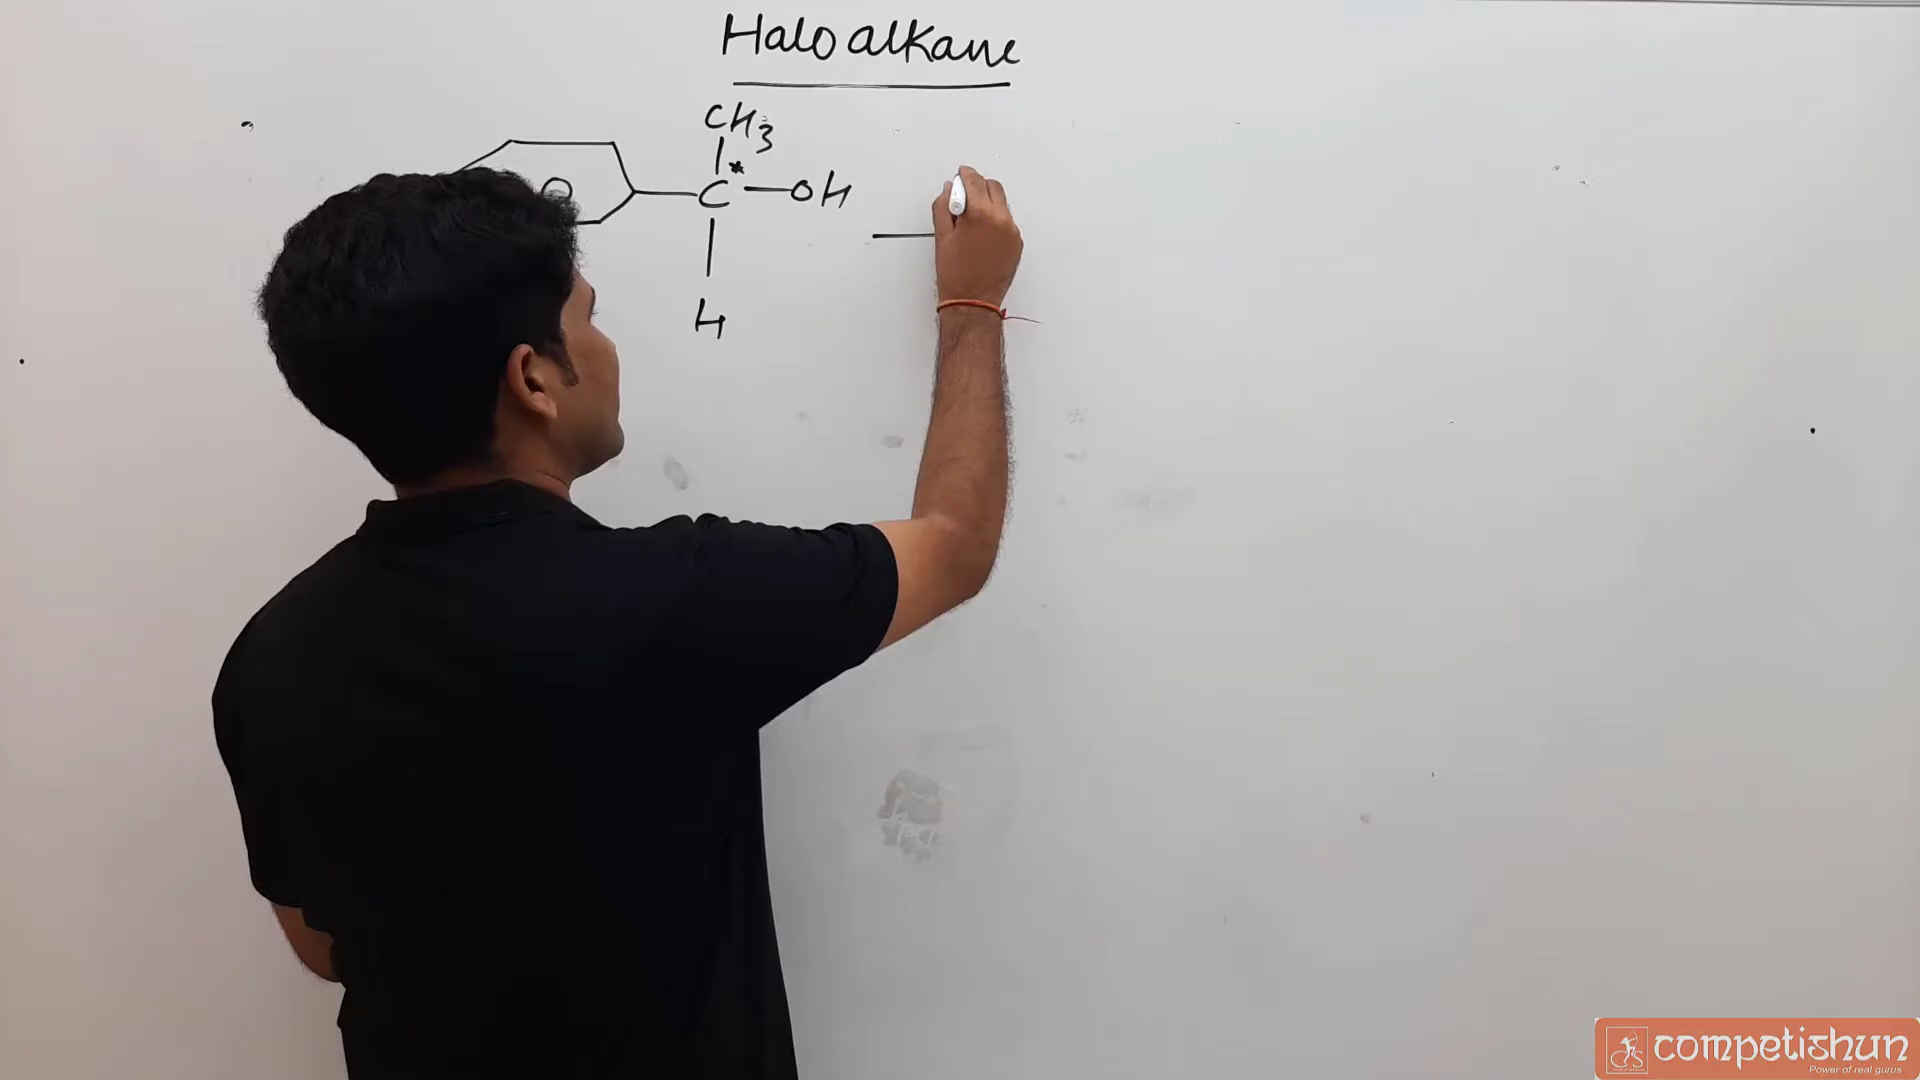 Halo alkane
CH3
C* OH
H
competishun
Power of real gurus